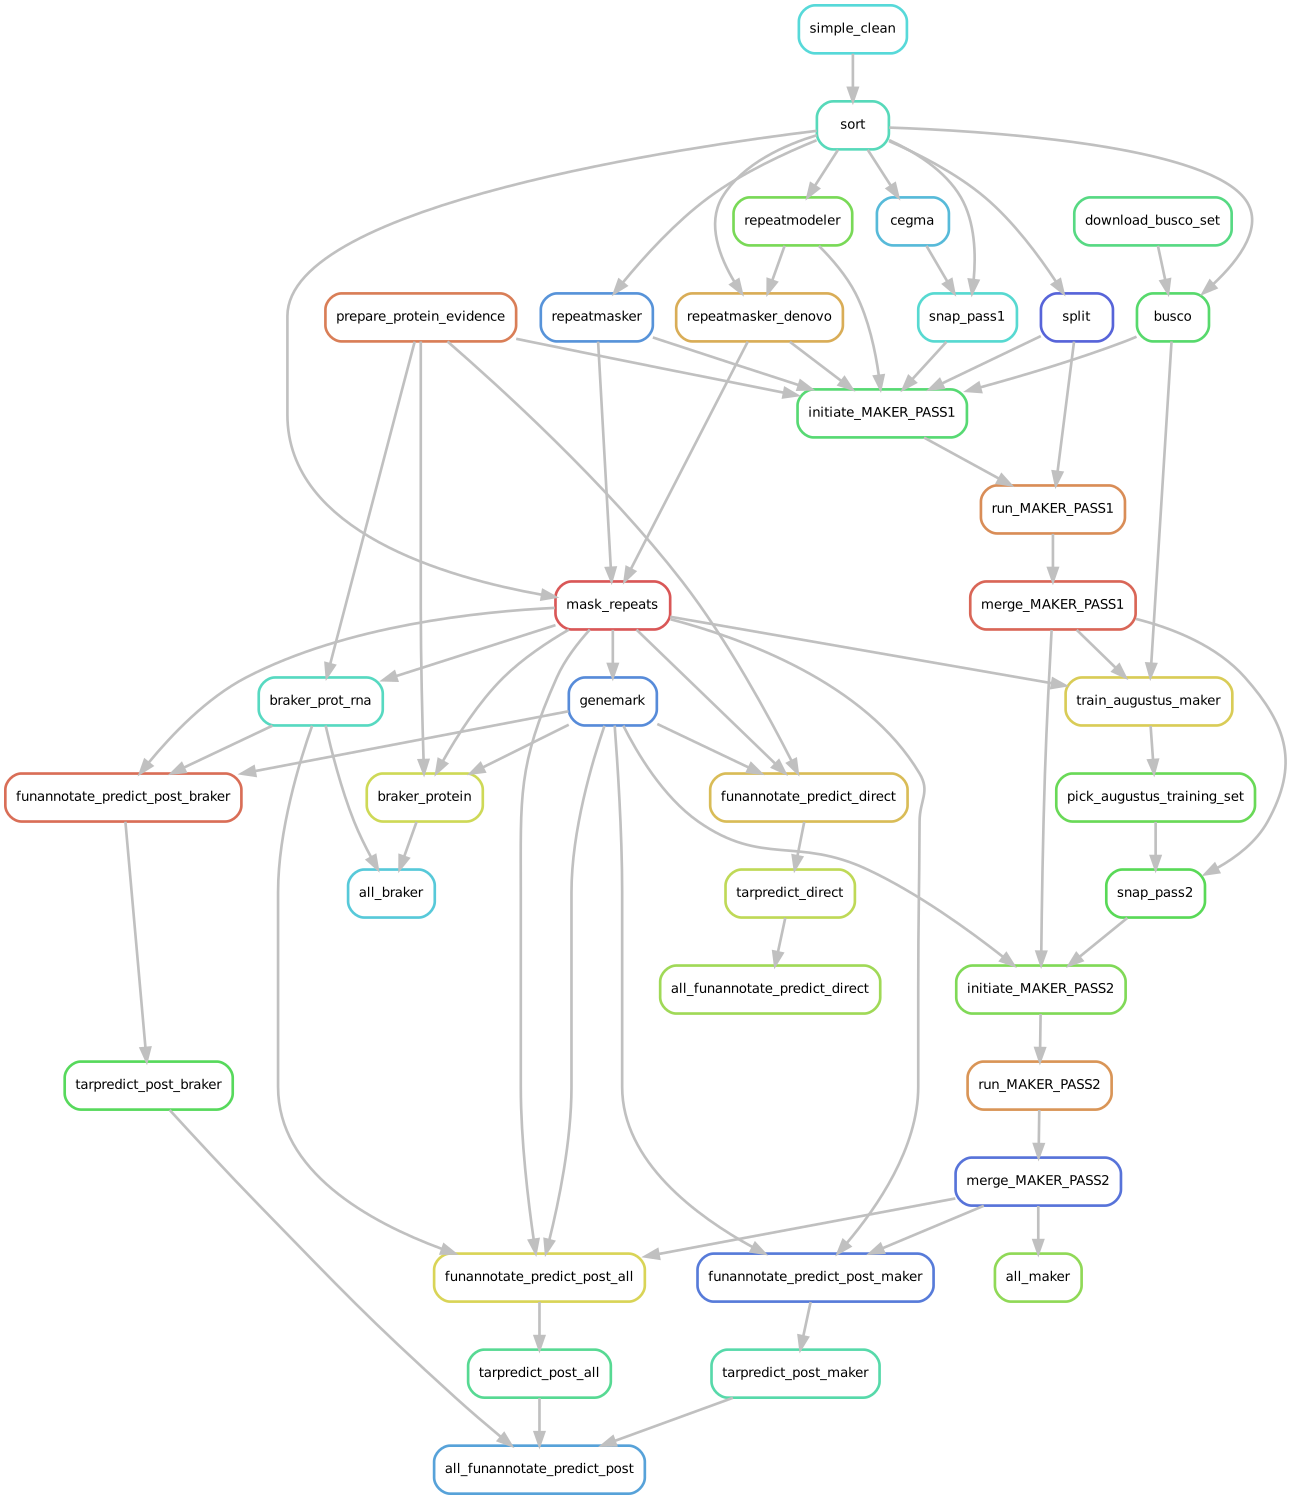 simple_clean
sort
repeatmodeler
cegma
download_busco_set
prepare_protein_evidence
repeatmasker
repeatmasker_denovo
snap_pass1
split
busco
initiate_MAKER_PASS1
run_MAKER_PASS1
mask_repeats
merge_MAKER_PASS1
braker_prot_rna
genemark
train_augustus_maker
funannotate_predict_post_braker
braker_protein
funannotate_predict_direct
pick_augustus_training_set
all_braker
tarpredict_direct
snap_pass2
all_funannotate_predict_direct
initiate_MAKER_PASS2
tarpredict_post_braker
run_MAKER_PASS2
merge_MAKER_PASS2
funannotate_predict_post_all
funannotate_predict_post_maker
all_maker
tarpredict_post_all
tarpredict_post_maker
all_funannotate_predict_post